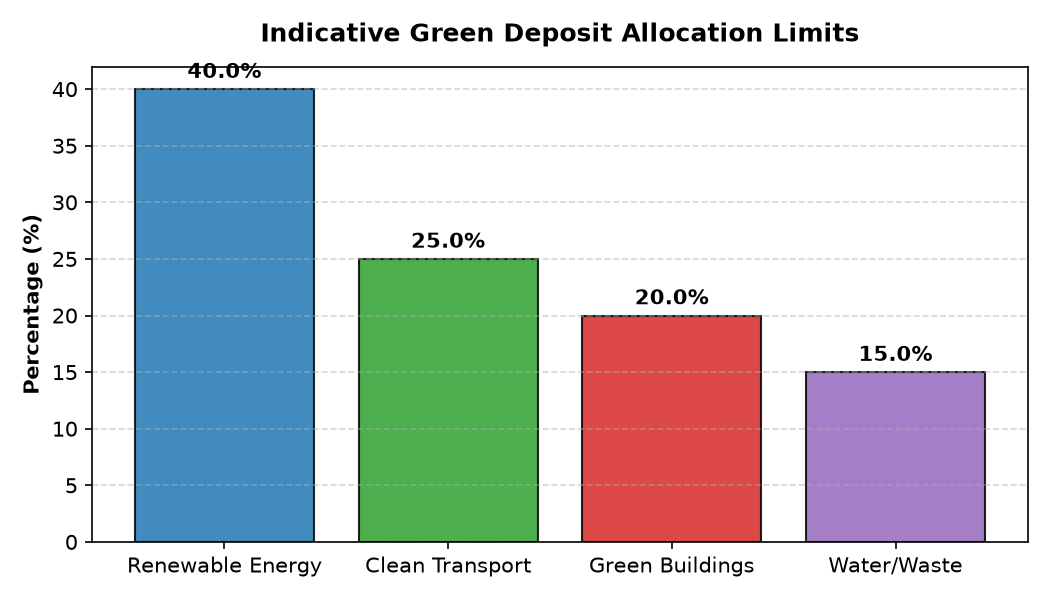 Indicative Green Deposit Allocation Limits
Percentage (%)
40
35
30
25
20
15
10
5
0
40.0%
25.0%
20.0%
15.0%
Renewable Energy
Clean Transport
Green Buildings
Water/Waste